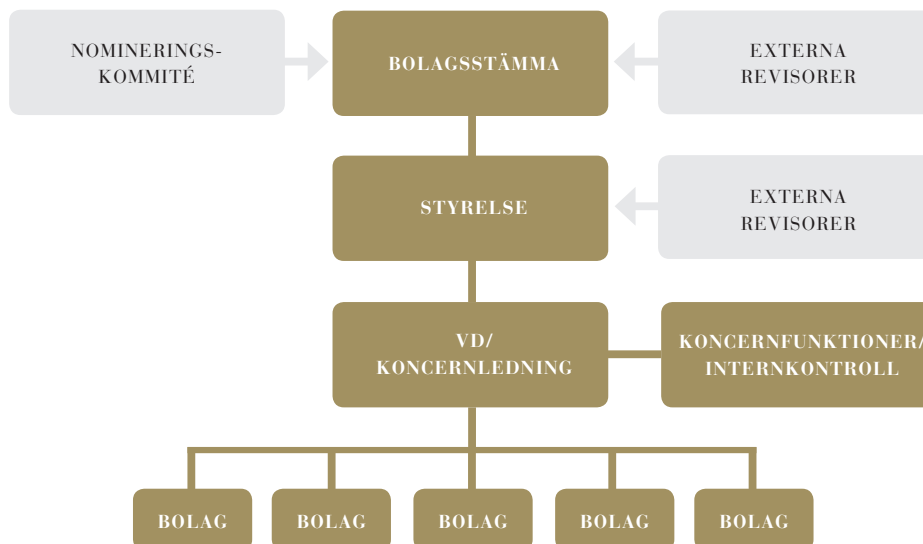 NOMINERINGS-
KOMMITÉ
BOLAGSSTÄMMA
EXTERNA
REVISORER
STYRELSE
EXTERNA
REVISORER
VD/
KONCERNLEDNING
KONCERNFUNKTIONER/
INTERNKONTROLL
BOLAG
BOLAG
BOLAG
BOLAG
BOLAG